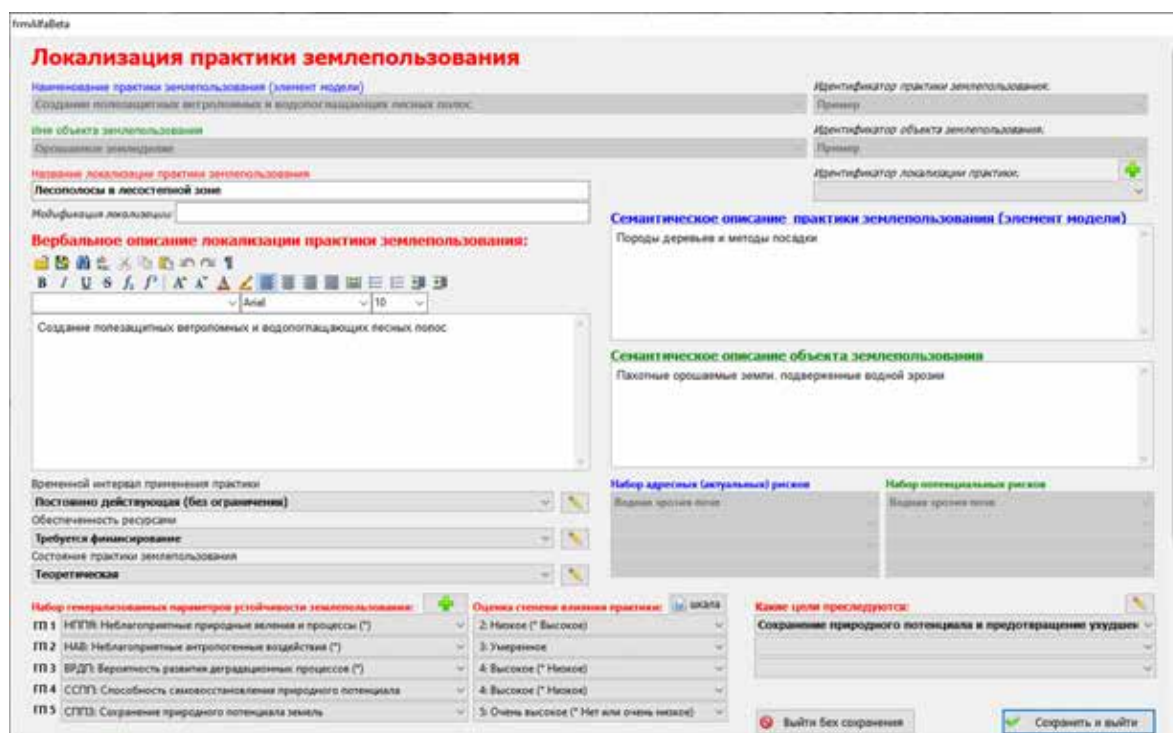 frmAlfaBeta
Локализация практики землепользования
Наименование практики землепользования (элемент модели)
Идентификатор практики землепользования:
Создание полезащитных ветроломных и водопоглащающих лесных полос.
Пример
Имя объекта землепользования
Идентификатор объекта землепользования.
Орошаемое земледелие
Пример
Название локализации практики землепользования
Идентификатор локализации практики:
Лесополосы в лесостепной зоне
Модификация локализации
Семантическое описание практики землепользования (элемент модели)
Вербальное описание локализации практики землепользования:
Породы деревьев и методы посадки
Arial 10
Создание полезащитных ветроломных и водопоглащающих лесных полос
Семантическое описание объекта землепользования
Пахотные орошаемые земли, подверженные водной эрозии
Временной интервал применения практики
Набор адресных (актуальных) рисков
Набор потенциальных рисков
Постоянно действующая (без ограничения)
Водная эрозия почв
Водная эрозия почв
Обеспеченность ресурсами
Требуется финансирование
Состояние практики землепользования
Теоретическая
Набор генерализованных параметров устойчивости землепользования:
Оценка степени влияния практики:
шкала
Какие цели преследуются:
ГП 1 НППЯ: Неблагоприятные природные явления и процессы (*)
2: Низкое (* Высокое)
Сохранение природного потенциала и предотвращение ухудшен
ГП 2 НАВ: Неблагоприятные антропогенные воздействия (*)
3: Умеренное
ГП 3 ВРДП: Вероятность развития деградационных процессов (*)
4: Высокое (* Низкое)
ГП 4 ССПП: Способность самовосстановления природного потенциала
4: Высокое (* Низкое)
ГП 5 СППЗ: Сохранение природного потенциала земель
5: Очень высокое (* Нет или очень низкое)
Выйти без сохранения
Сохранить и выйти